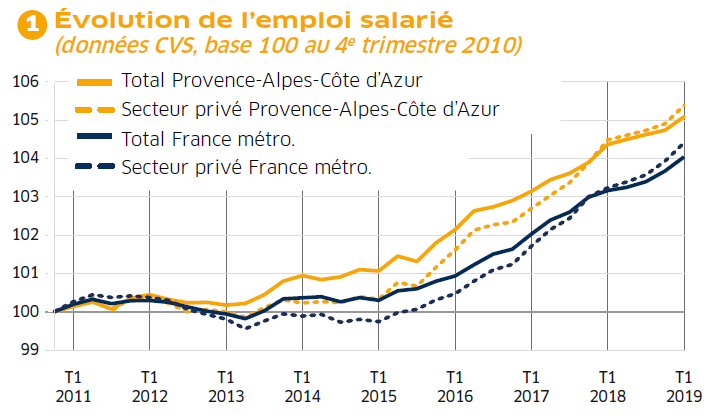 1 Évolution de l’emploi salarié
(données CVS, base 100 au 4e trimestre 2010)
106
105
104
103
102
101
100
99
Total Provence-Alpes-Côte d’Azur
Secteur privé Provence-Alpes-Côte d’Azur
Total France métro.
Secteur privé France métro.
T1 T1 T1 T1 T1 T1 T1 T1 T1
2011 2012 2013 2014 2015 2016 2017 2018 2019